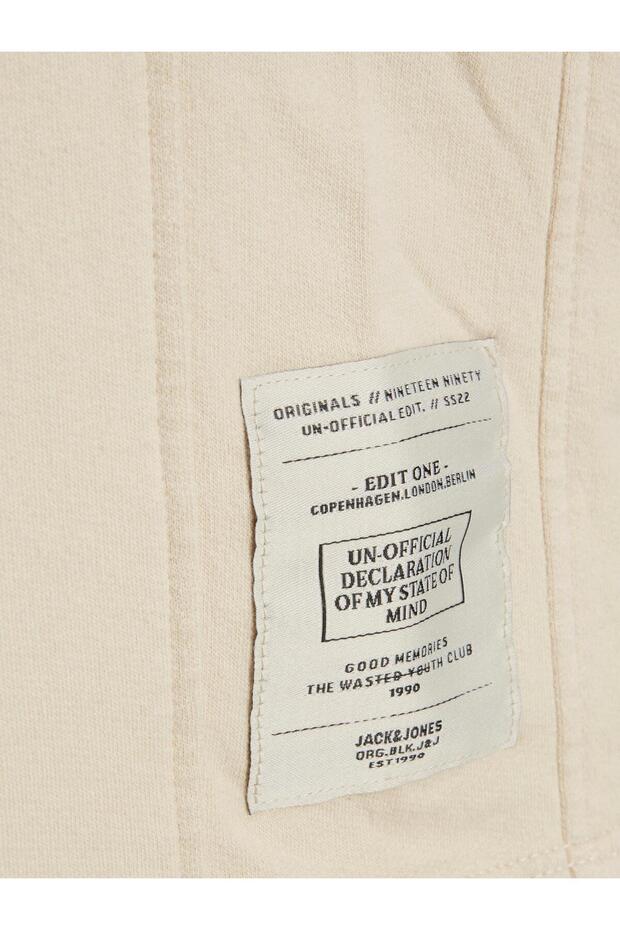 ORIGINALS // NINETEEN NINETY
UN-OFFICIAL EDIT. // SS22
- EDIT ONE -
COPENHAGEN.LONDON.BERLIN
UN-OFFICIAL
DECLARATION
OF MY STATE OF
MIND
GOOD MEMORIES
THE WASTED YOUTH CLUB
1990
JACK&JONES
ORG.BLK.J&J
EST1990